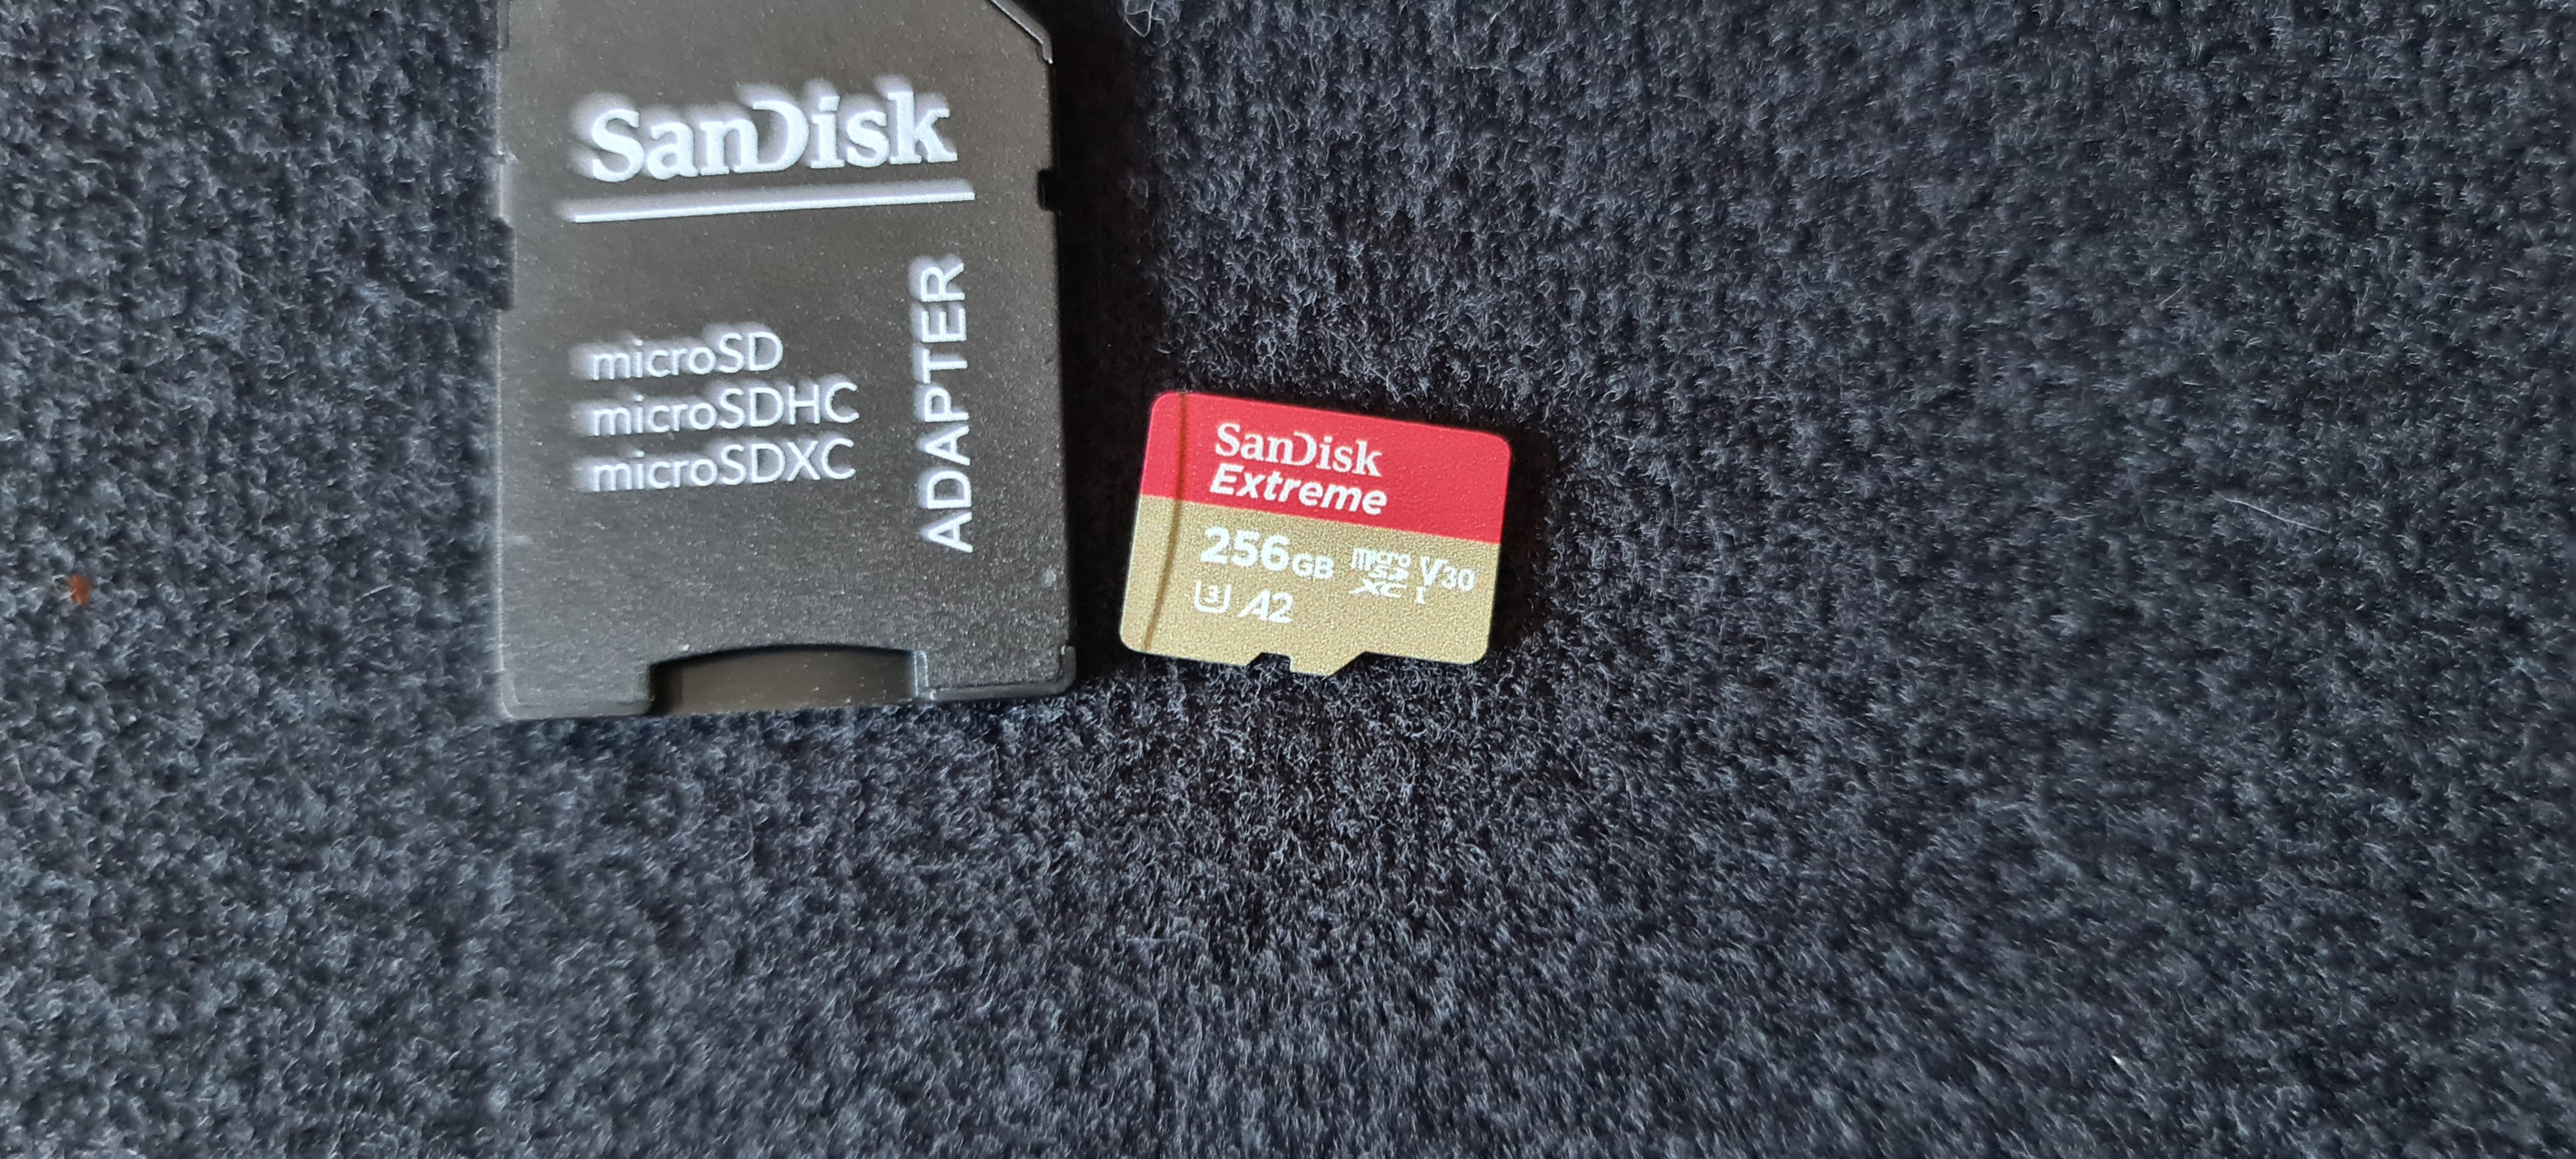 SanDisk
microSD
microSDHC
microSDXC
ADAPTER
SanDisk
Extreme
256GB micro SD XC I V30
3 A2